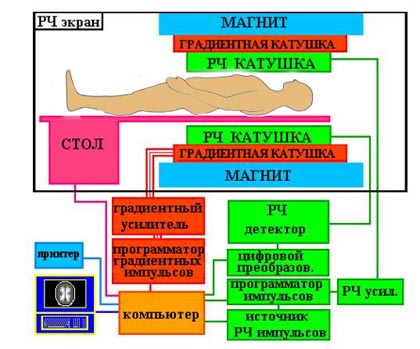 РЧ экран
МАГНИТ
ГРАДИЕНТНАЯ КАТУШКА
РЧ КАТУШКА
СТОЛ
РЧ КАТУШКА
ГРАДИЕНТНАЯ КАТУШКА
МАГНИТ
градиентный
усилитель
РЧ
детектор
программатор
градиентных
импульсов
принтер
цифровой
преобразов.
программатор
импульсов
РЧ усил.
компьютер
источник
РЧ импульсов